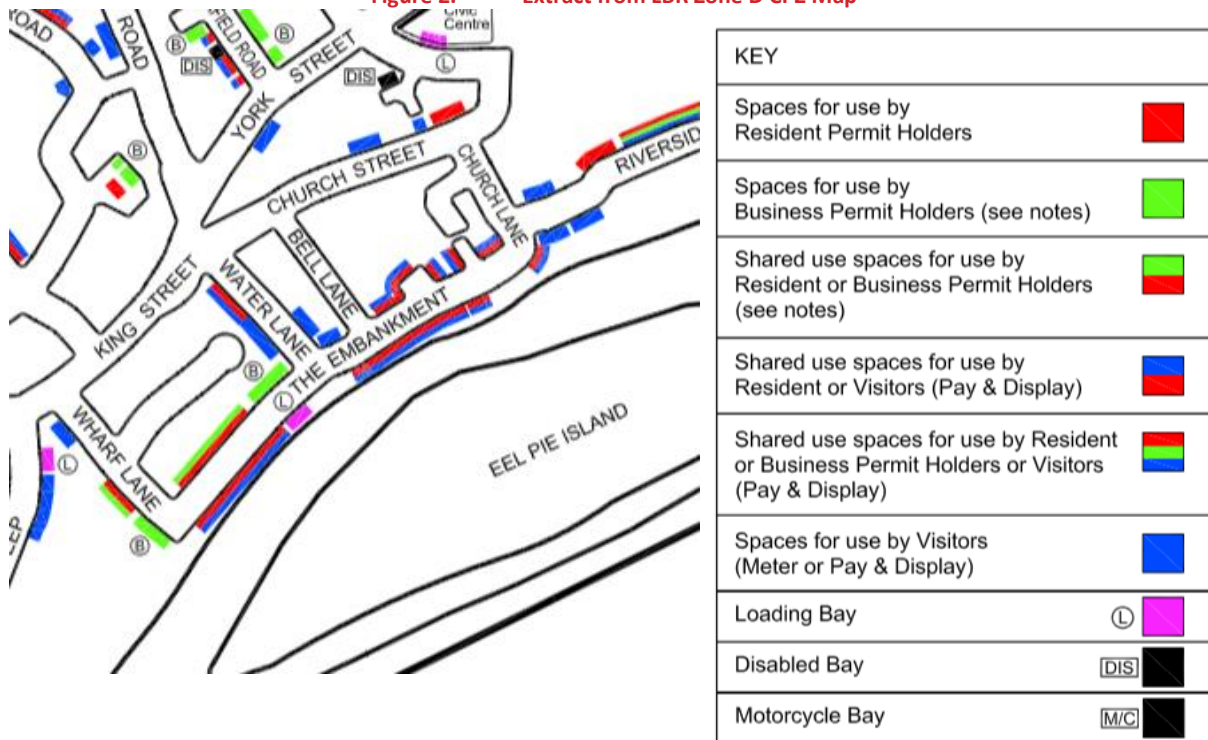 Figure 2: Extract from LBR Zone D CPZ Map
Civic
Centre
ROAD
ROAD
FIELD ROAD
B
B
DIS
L
YORK STREET
DIS
B
CHURCH STREET
CHURCH LANE
RIVERSID
BELL LANE
KING STREET
WATER LANE
THE EMBANKMENT
B
L
WHARF LANE
L
B
EEL PIE ISLAND
KEY
Spaces for use by
Resident Permit Holders
Spaces for use by
Business Permit Holders (see notes)
Shared use spaces for use by
Resident or Business Permit Holders
(see notes)
Shared use spaces for use by
Resident or Visitors (Pay & Display)
Shared use spaces for use by Resident
or Business Permit Holders or Visitors
(Pay & Display)
Spaces for use by Visitors
(Meter or Pay & Display)
Loading Bay L
Disabled Bay DIS
Motorcycle Bay M/C